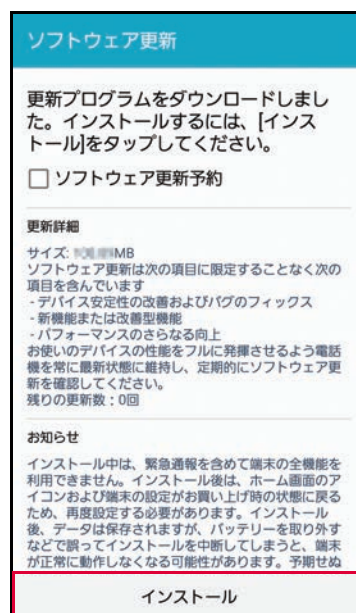 ソフトウェア更新
更新プログラムをダウンロードしまし
た。インストールするには、[インス
トール]をタップしてください。
ソフトウェア更新予約
更新詳細
サイズ: MB
ソフトウェア更新は次の項目に限定することなく次の
項目を含んでいます
- デバイス安定性の改善およびバグのフィックス
- 新機能または改善型機能
- パフォーマンスのさらなる向上
お使いのデバイスの性能をフルに発揮させるよう電話
機を常に最新状態に維持し、定期的にソフトウェア更
新を確認してください。
残りの更新数：0回
お知らせ
インストール中は、緊急通報を含めて端末の全機能を
利用できません。インストール後は、ホーム画面のア
イコンおよび端末の設定がお買い上げ時の状態に戻る
ため、再度設定する必要があります。インストール
後、データは保存されますが、バッテリーを取り外す
などで誤ってインストールを中断してしまうと、端末
が正常に動作しなくなる可能性があります。予期せぬ
インストール